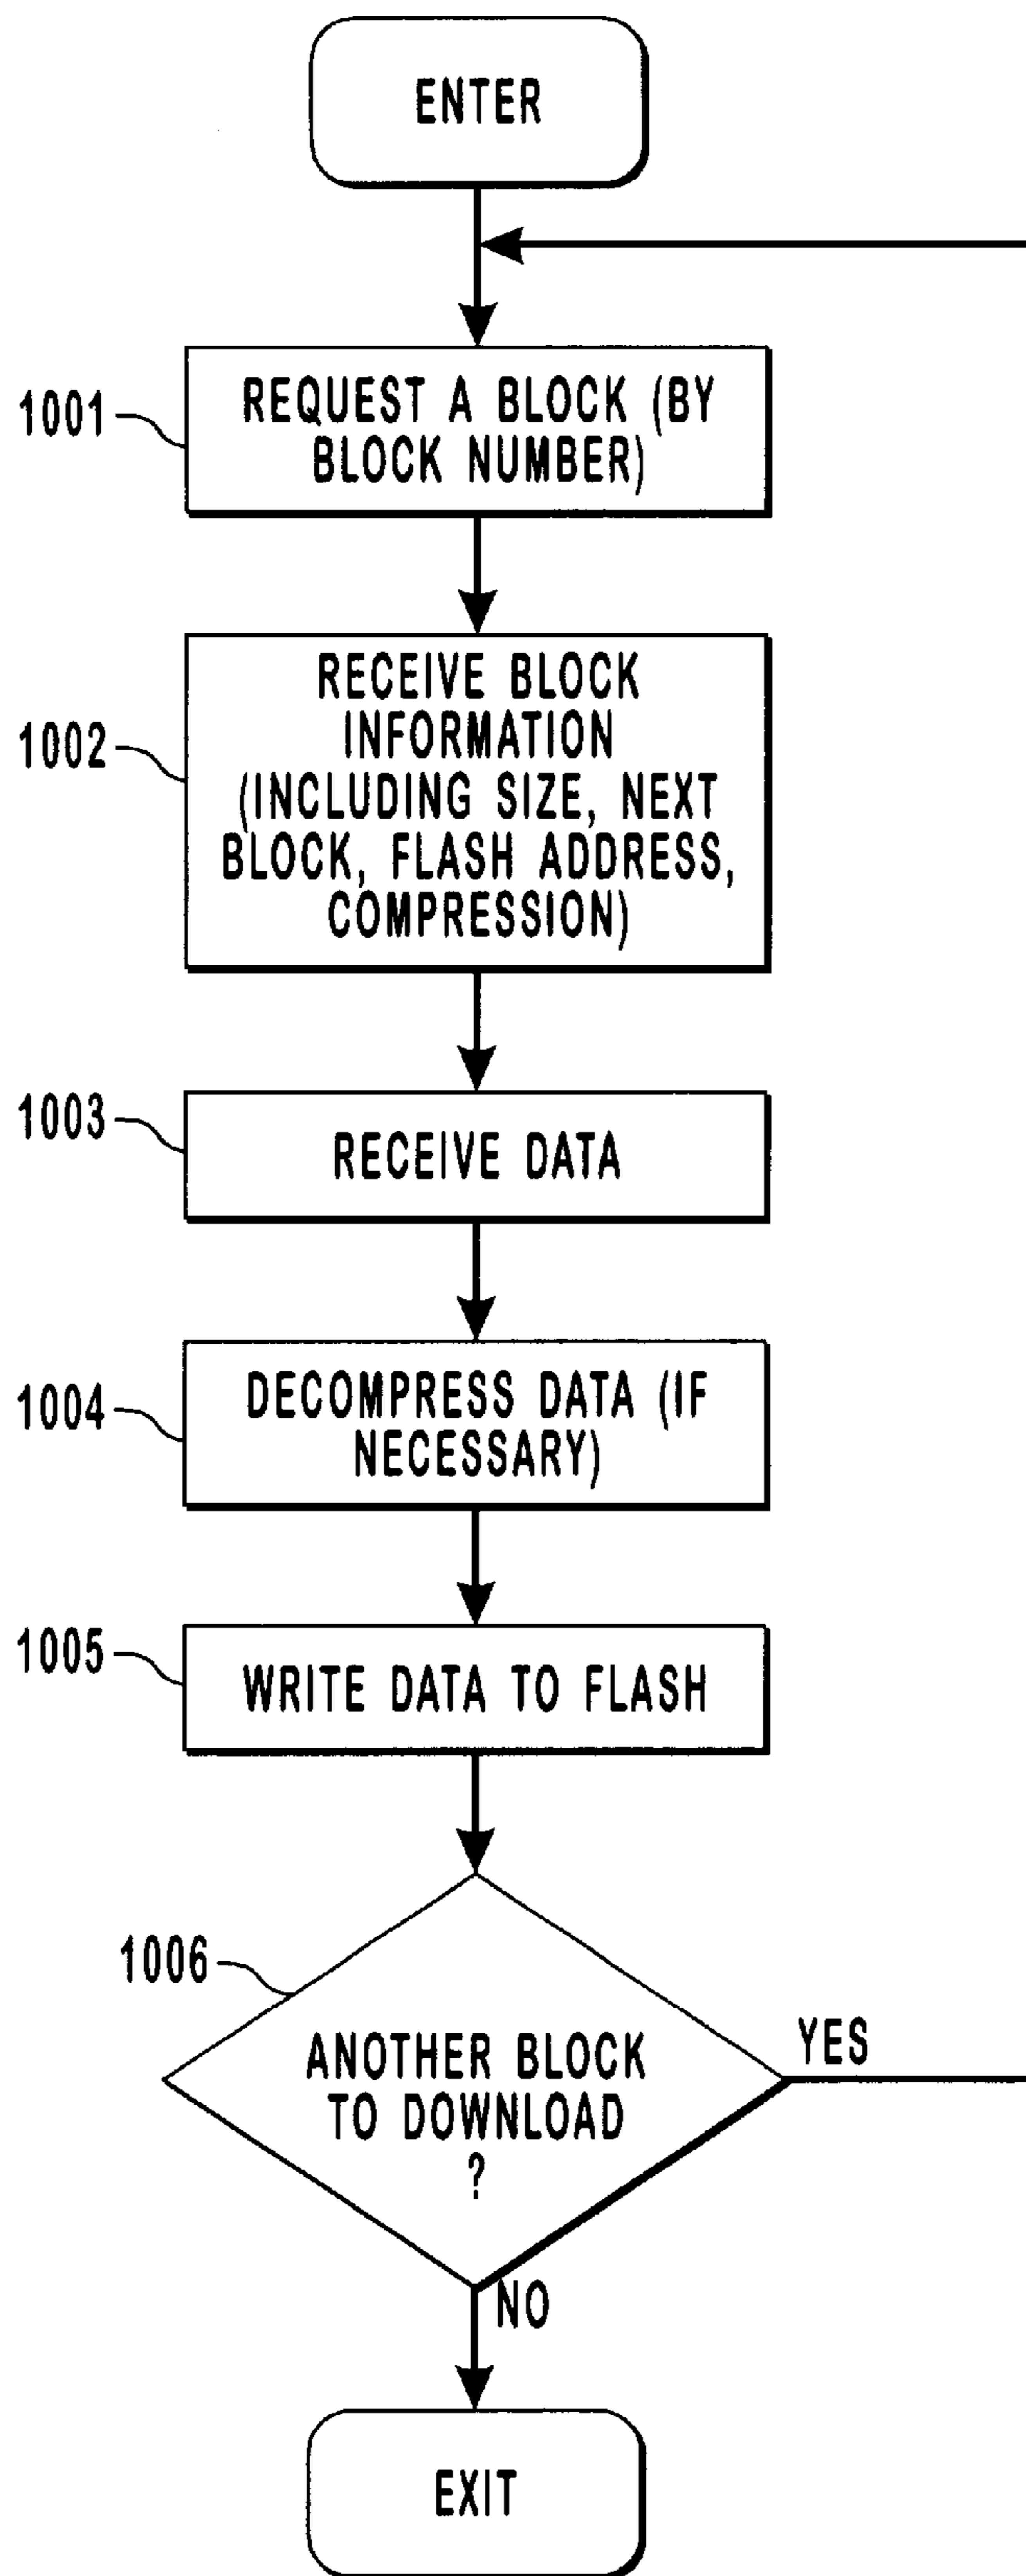 ENTER
1001
REQUEST A BLOCK (BY
BLOCK NUMBER)
1002
RECEIVE BLOCK
INFORMATION
(INCLUDING SIZE, NEXT
BLOCK, FLASH ADDRESS,
COMPRESSION)
1003
RECEIVE DATA
1004
DECOMPRESS DATA (IF
NECESSARY)
1005
WRITE DATA TO FLASH
1006
ANOTHER BLOCK
TO DOWNLOAD
?
YES
NO
EXIT